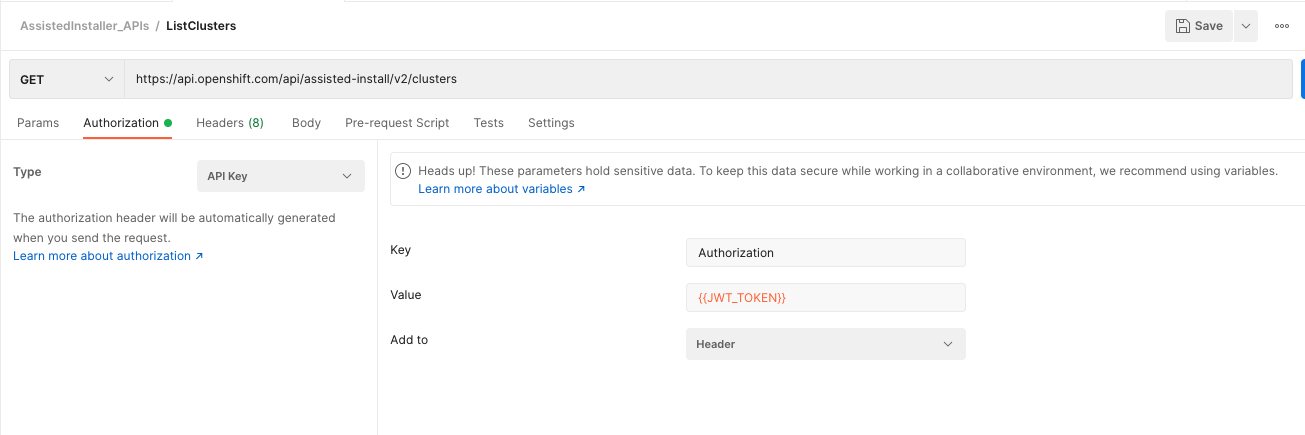 AssistedInstaller_APIs / ListClusters
Save
GET
https://api.openshift.com/api/assisted-install/v2/clusters
Params Authorization Headers (8) Body Pre-request Script Tests Settings
Type
API Key
The authorization header will be automatically generated
when you send the request.
Learn more about authorization ↗
Heads up! These parameters hold sensitive data. To keep this data secure while working in a collaborative environment, we recommend using variables.
Learn more about variables ↗
Key
Authorization
Value
{{JWT_TOKEN}}
Add to
Header